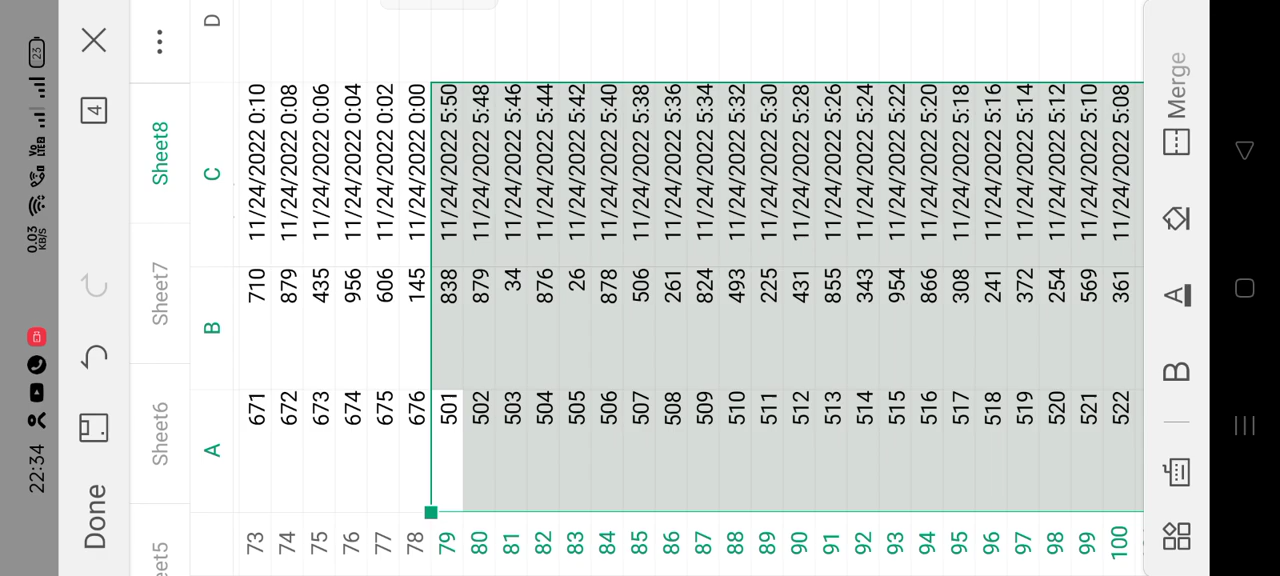 22:34
0.03 KB/S
Vo LTE
23
Done
4
eet5 Sheet6 Sheet7 Sheet8
A B C D
73 671 710 11/24/2022 0:10
74 672 879 11/24/2022 0:08
75 673 435 11/24/2022 0:06
76 674 956 11/24/2022 0:04
77 675 606 11/24/2022 0:02
78 676 145 11/24/2022 0:00
79 501 838 11/24/2022 5:50
80 502 879 11/24/2022 5:48
81 503 34 11/24/2022 5:46
82 504 876 11/24/2022 5:44
83 505 26 11/24/2022 5:42
84 506 878 11/24/2022 5:40
85 507 506 11/24/2022 5:38
86 508 261 11/24/2022 5:36
87 509 824 11/24/2022 5:34
88 510 493 11/24/2022 5:32
89 511 225 11/24/2022 5:30
90 512 431 11/24/2022 5:28
91 513 855 11/24/2022 5:26
92 514 343 11/24/2022 5:24
93 515 954 11/24/2022 5:22
94 516 866 11/24/2022 5:20
95 517 308 11/24/2022 5:18
96 518 241 11/24/2022 5:16
97 519 372 11/24/2022 5:14
98 520 254 11/24/2022 5:12
99 521 569 11/24/2022 5:10
100 522 361 11/24/2022 5:08
B A Merge